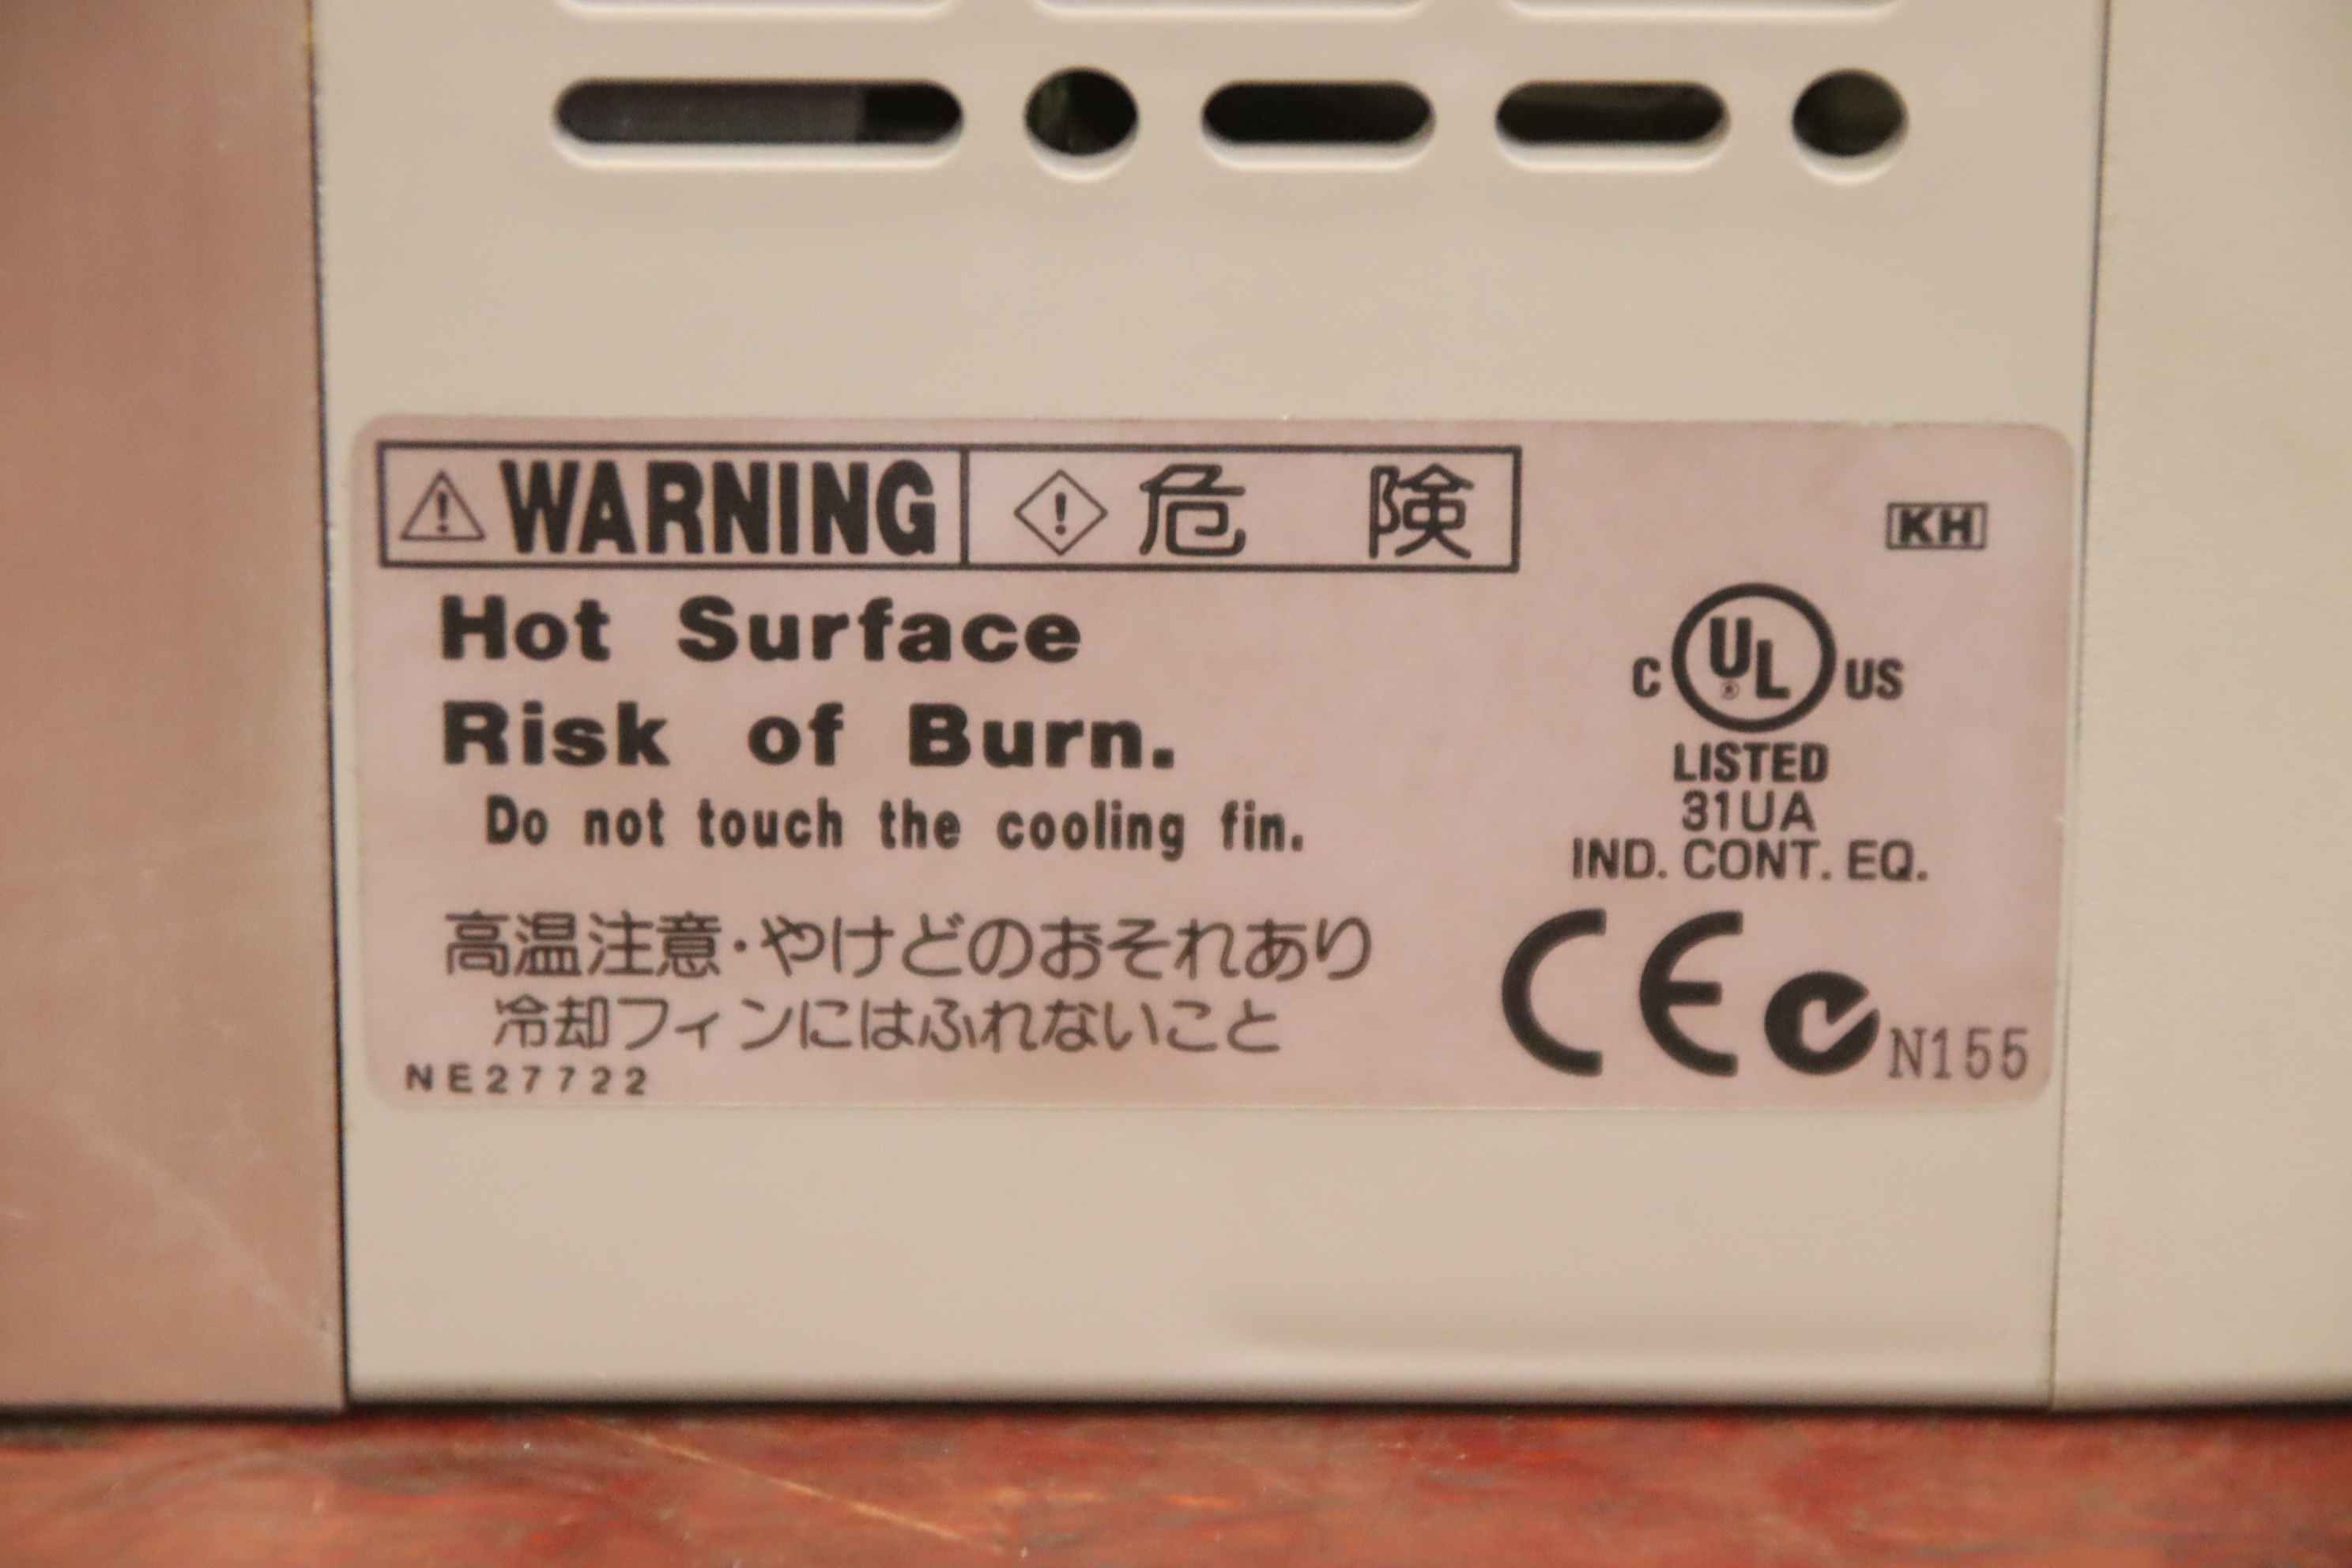 WARNING 危 険
KH
Hot Surface
Risk of Burn.
Do not touch the cooling fin.
高温注意・やけどのおそれあり
冷却フィンにはふれないこと
NE27722
C UL ® US
LISTED
31UA
IND. CONT. EQ.
CE N155